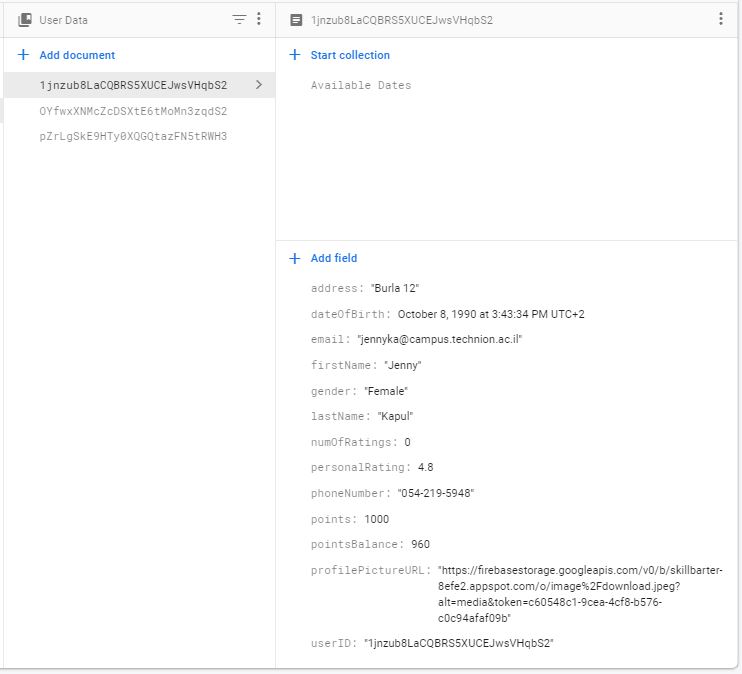 User Data
Add document
1jnzub8LaCQBRS5XUCEJwsVHqbS2
OYfwxXNMcZcDSXtE6tMoMn3zqdS2
pZrLgSkE9HTy0XQGQtazFN5tRWH3
1jnzub8LaCQBRS5XUCEJwsVHqbS2
Start collection
Available Dates
Add field
address: "Burla 12"
dateOfBirth: October 8, 1990 at 3:43:34 PM UTC+2
email: "jennyka@campus.technion.ac.il"
firstName: "Jenny"
gender: "Female"
lastName: "Kapul"
numOfRatings: 0
personalRating: 4.8
phoneNumber: "054-219-5948"
points: 1000
pointsBalance: 960
profilePictureURL: "https://firebasestorage.googleapis.com/v0/b/skillbarter-
8efe2.appspot.com/o/image%2Fdownload.jpeg?
alt=media&token=c60548c1-9cea-4cf8-b576-
c0c94afaf09b"
userID: "1jnzub8LaCQBRS5XUCEJwsVHqbS2"